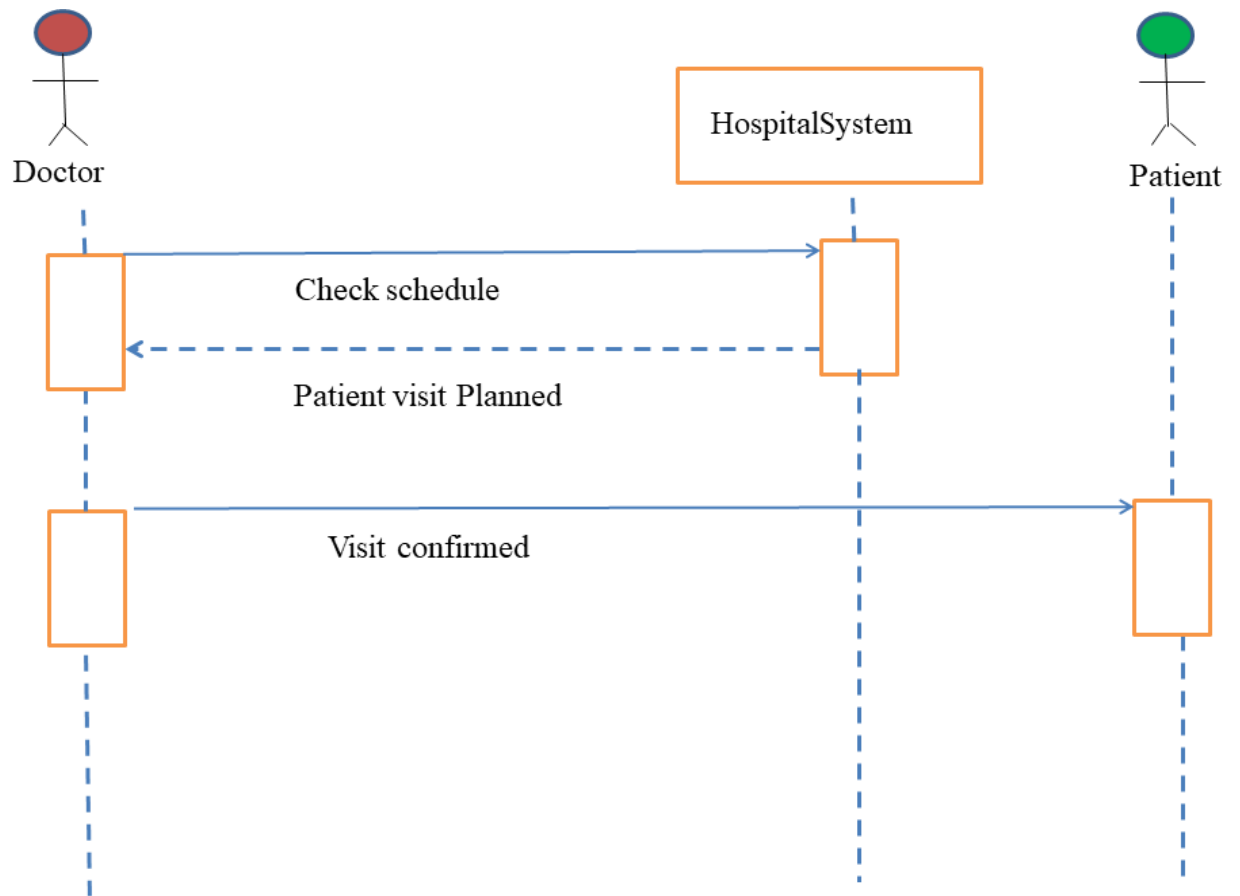 HospitalSystem
Doctor
Patient
Check schedule
Patient visit Planned
Visit confirmed